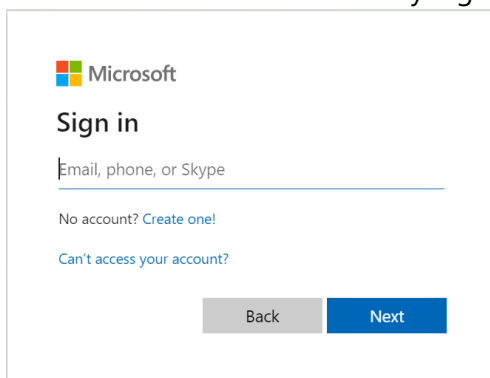 Microsoft
Sign in
Email, phone, or Skype
No account? Create one!
Can't access your account?
Back Next